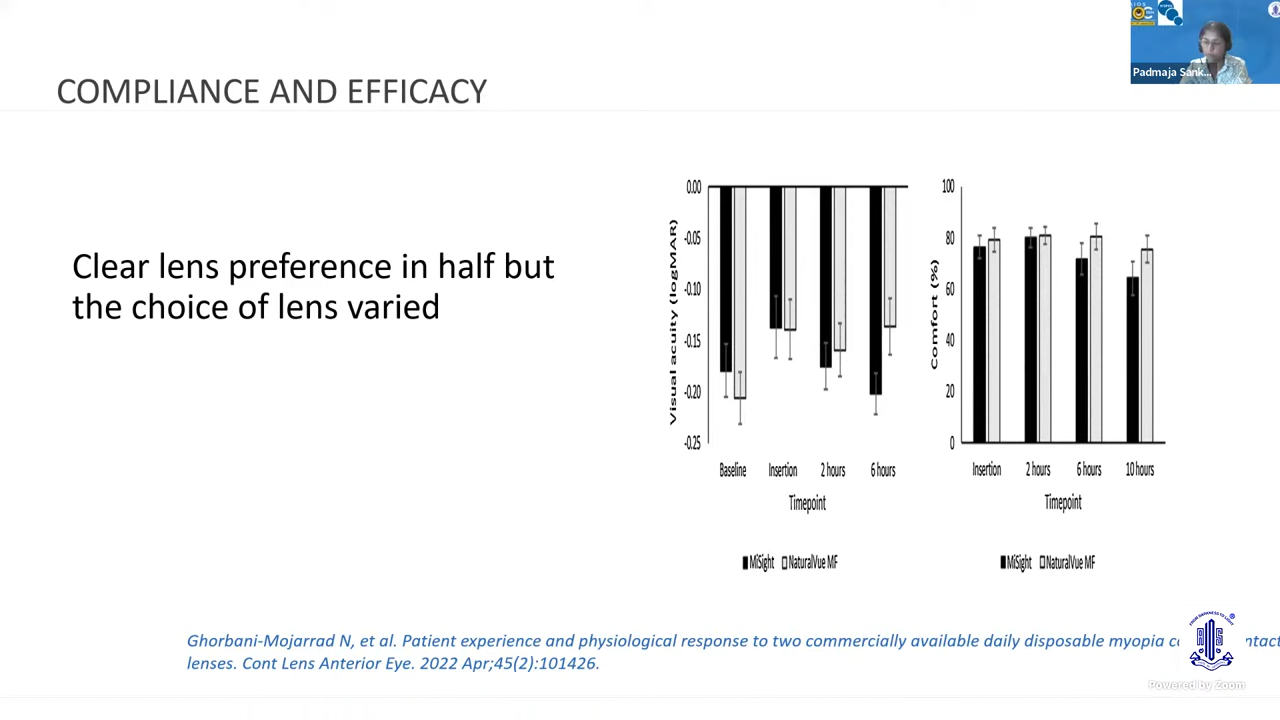 Padmaja Sank...
COMPLIANCE AND EFFICACY
Clear lens preference in half but
the choice of lens varied
0.00
-0.05
-0.10
-0.15
-0.20
-0.25
Visual acuity (logMAR)
Baseline Insertion 2 hours 6 hours
Timepoint
MiSight NaturalVue MF
100
80
60
40
20
0
Comfort (%)
Insertion 2 hours 6 hours 10 hours
Timepoint
MiSight NaturalVue MF
Ghorbani-Mojarrad N, et al. Patient experience and physiological response to two commercially available daily disposable myopia
lenses. Cont Lens Anterior Eye. 2022 Apr;45(2):101426.
Powered by Zoom